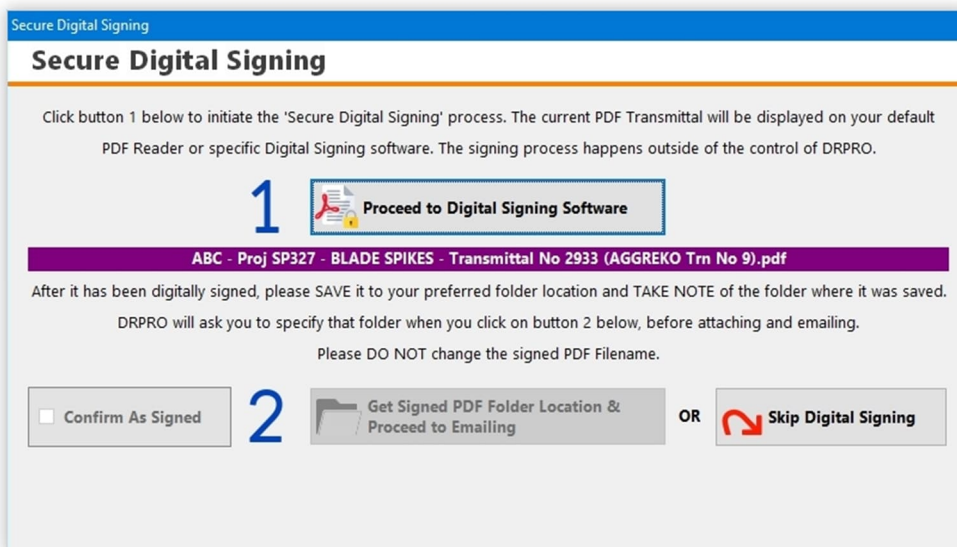 Secure Digital Signing
Secure Digital Signing
Click button 1 below to initiate the 'Secure Digital Signing' process. The current PDF Transmittal will be displayed on your default
PDF Reader or specific Digital Signing software. The signing process happens outside of the control of DRPRO.
1 Proceed to Digital Signing Software
ABC - Proj SP327 - BLADE SPIKES - Transmittal No 2933 (AGGREKO Trn No 9).pdf
After it has been digitally signed, please SAVE it to your preferred folder location and TAKE NOTE of the folder where it was saved.
DRPRO will ask you to specify that folder when you click on button 2 below, before attaching and emailing.
Please DO NOT change the signed PDF Filename.
Confirm As Signed
2
Get Signed PDF Folder Location &
Proceed to Emailing
OR
Skip Digital Signing